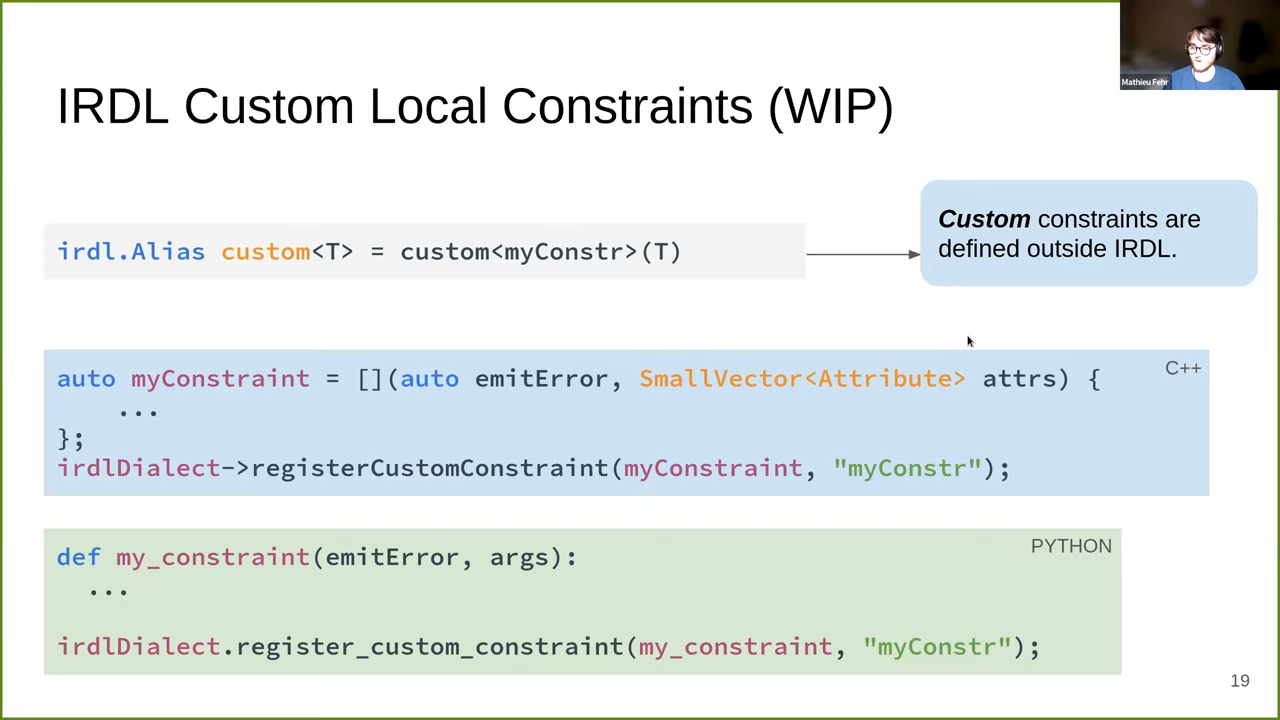 Mathieu Fehr
IRDL Custom Local Constraints (WIP)
irdl.Alias custom<T> = custom<myConstr>(T)
Custom constraints are
defined outside IRDL.
C++
auto myConstraint = [](auto emitError, SmallVector<Attribute> attrs) {
...
};
irdlDialect->registerCustomConstraint(myConstraint, "myConstr");
PYTHON
def my_constraint(emitError, args):
...
irdlDialect.register_custom_constraint(my_constraint, "myConstr");
19